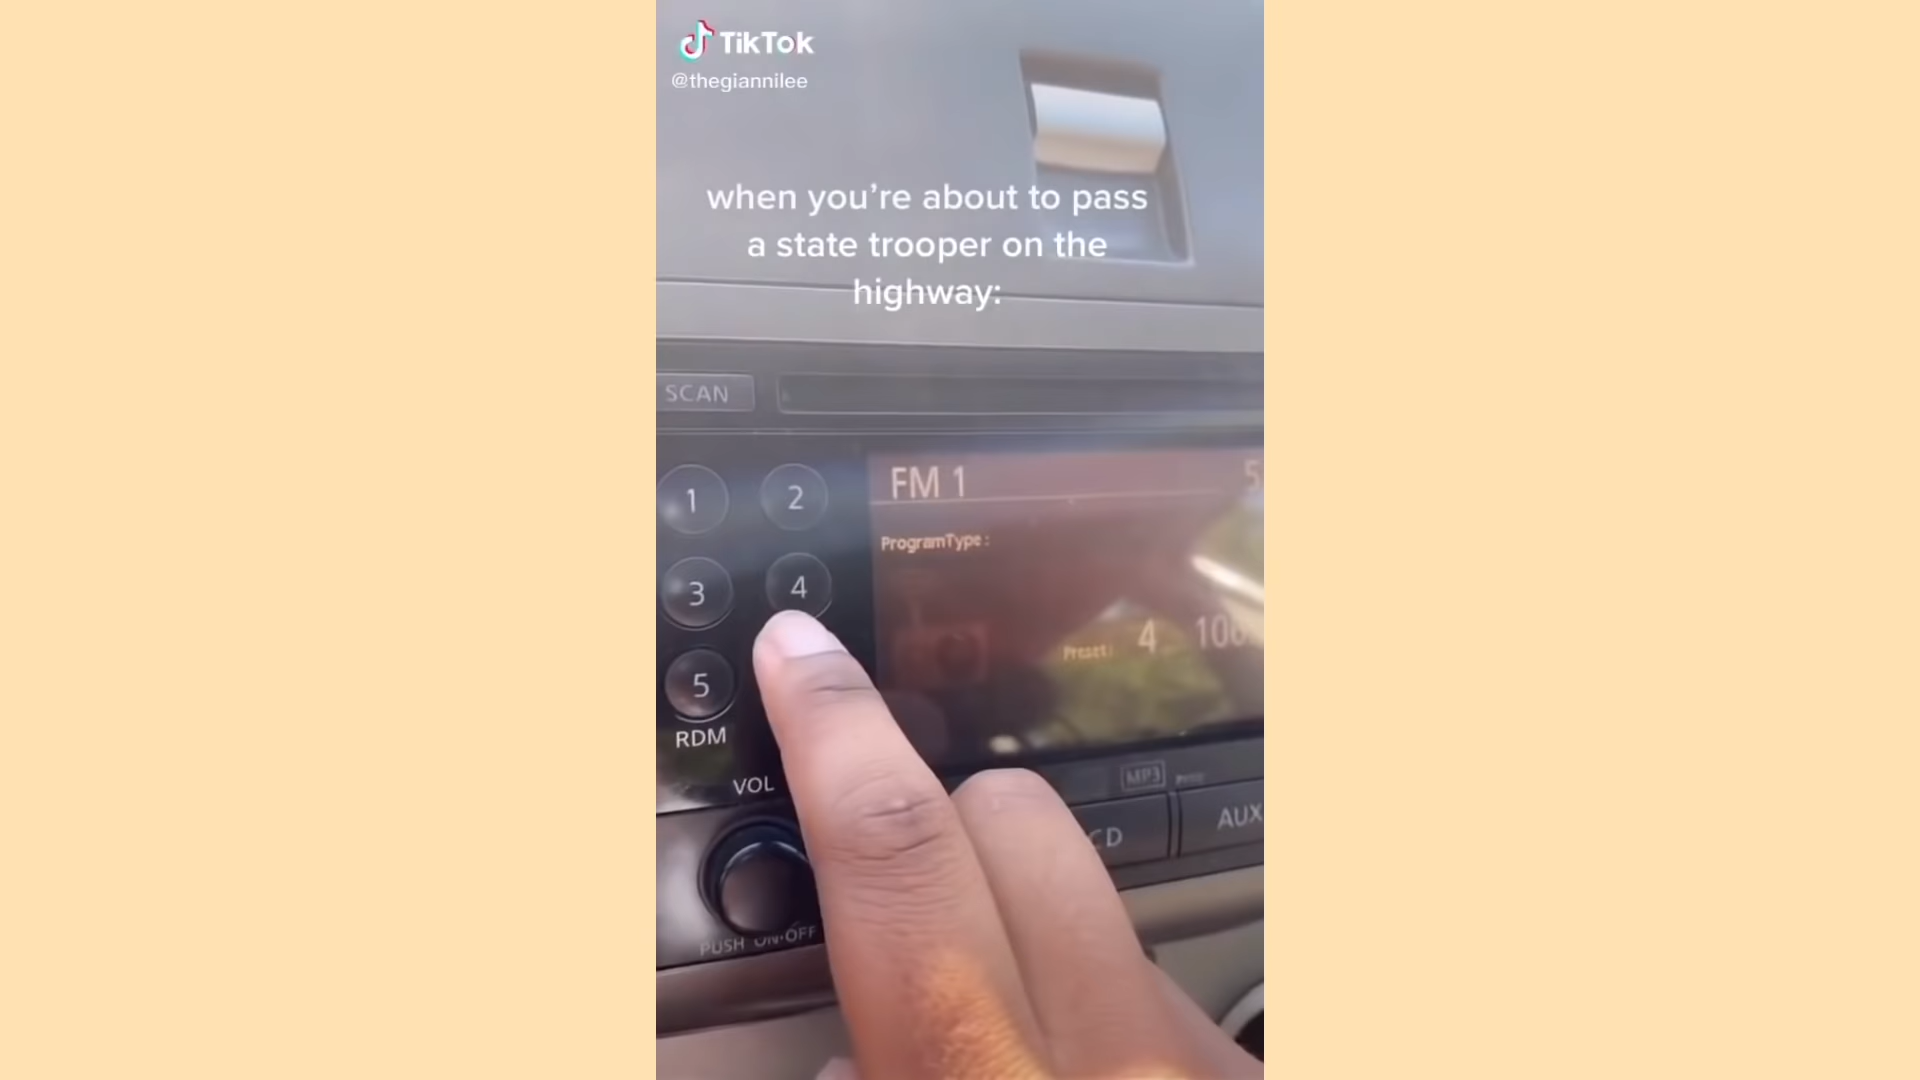 TikTok
@thegiannilee
when you’re about to pass
a state trooper on the
highway:
SCAN
1 2
FM 1
ProgramType:
3 4
Preset: 4
5
RDM
VOL
MP3
CD
AUX
PUSH ON·OFF